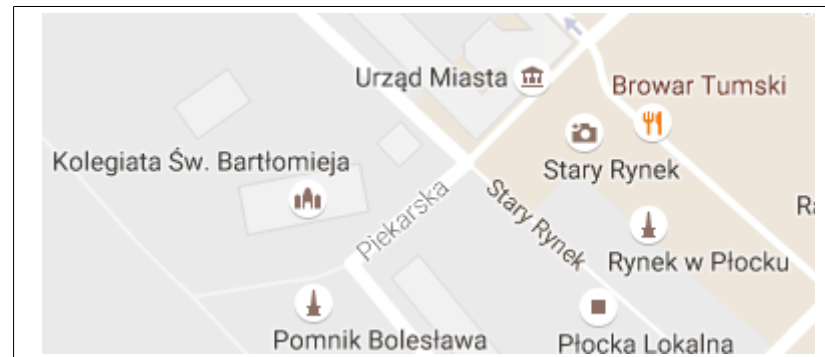 Urząd Miasta
Browar Tumski
Kolegiata Św. Bartłomieja
Stary Rynek
Piekarska
Stary Rynek
Rynek w Płocku
Pomnik Bolesława
Płocka Lokalna